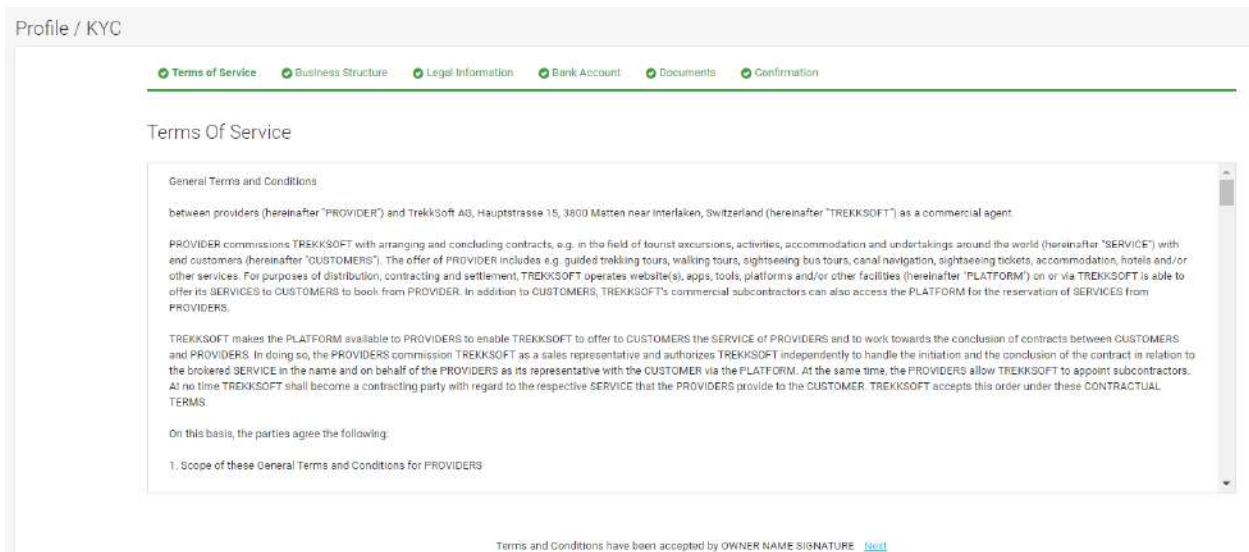 Profile / KYC
Terms of Service Business Structure Legal Information Bank Account Documents Confirmation
Terms Of Service
General Terms and Conditions
between providers (hereinafter "PROVIDER") and TrekkSoft AG, Hauptstrasse 15, 3800 Matten near Interlaken, Switzerland (hereinafter "TREKKSOFT") as a commercial agent.
PROVIDER commissions TREKKSOFT with arranging and concluding contracts, e.g. in the field of tourist excursions, activities, accommodation and undertakings around the world (hereinafter "SERVICE") with
end customers (hereinafter "CUSTOMERS"). The offer of PROVIDER includes e.g. guided trekking tours, walking tours, sightseeing bus tours, canal navigation, sightseeing tickets, accommodation, hotels and/or
other services. For purposes of distribution, contracting and settlement, TREKKSOFT operates website(s), apps, tools, platforms and/or other facilities (hereinafter "PLATFORM") on or via TREKKSOFT is able to
offer its SERVICES to CUSTOMERS to book from PROVIDER. In addition to CUSTOMERS, TREKKSOFT's commercial subcontractors can also access the PLATFORM for the reservation of SERVICES from
PROVIDERS.
TREKKSOFT makes the PLATFORM available to PROVIDERS to enable TREKKSOFT to offer to CUSTOMERS the SERVICE of PROVIDERS and to work towards the conclusion of contracts between CUSTOMERS
and PROVIDERS. In doing so, the PROVIDERS commission TREKKSOFT as a sales representative and authorizes TREKKSOFT independently to handle the initiation and the conclusion of the contract in relation to
the brokered SERVICE in the name and on behalf of the PROVIDERS as its representative with the CUSTOMER via the PLATFORM. At the same time, the PROVIDERS allow TREKKSOFT to appoint subcontractors.
At no time TREKKSOFT shall become a contracting party with regard to the respective SERVICE that the PROVIDERS provide to the CUSTOMER. TREKKSOFT accepts this order under these CONTRACTUAL
TERMS.
On this basis, the parties agree the following:
1. Scope of these General Terms and Conditions for PROVIDERS
Terms and Conditions have been accepted by OWNER NAME SIGNATURE Next